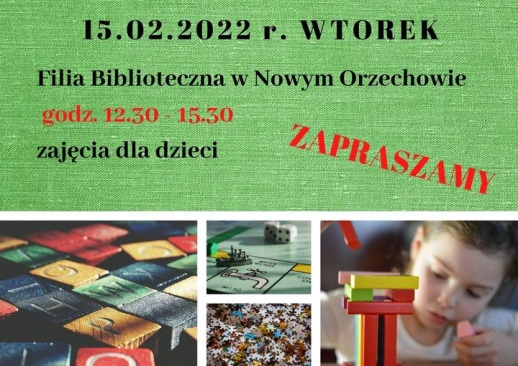 15.02.2022 r. WTOREK
Filia Biblioteczna w Nowym Orzechowie
godz. 12.30 - 15.30
zajęcia dla dzieci
ZAPRASZAMY